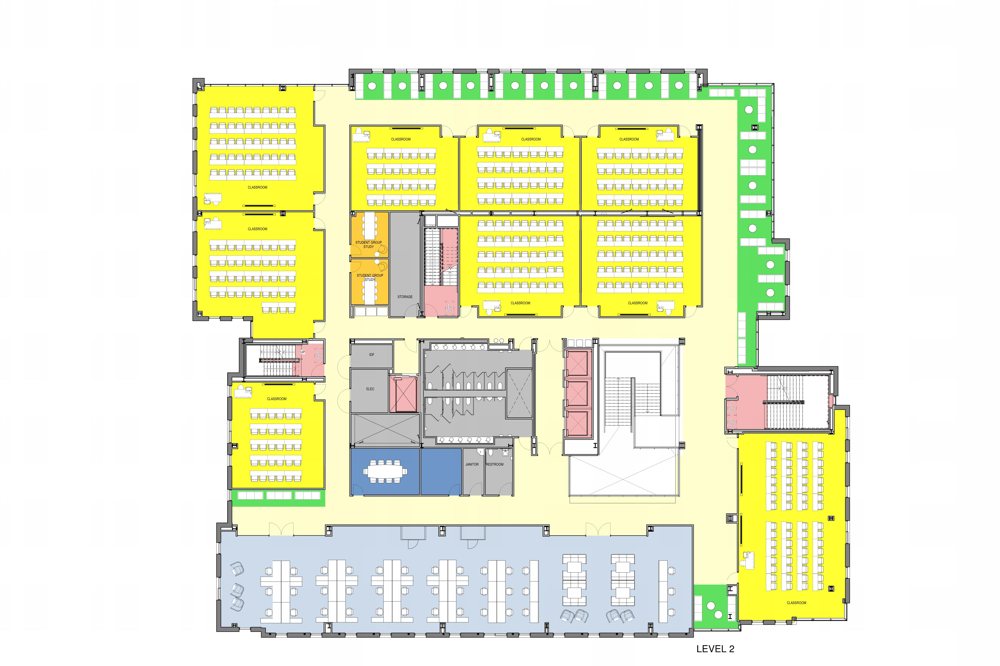 CLASSROOM
CLASSROOM
CLASSROOM
CLASSROOM
CLASSROOM
STUDENT GROUP
STUDY
STUDENT GROUP
STUDY
STORAGE
CLASSROOM
CLASSROOM
UP
IDF
ELEC
CLASSROOM
JANITOR
RESTROOM
CLASSROOM
LEVEL 2